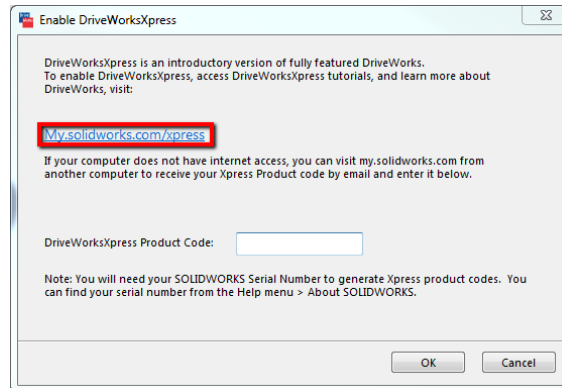 Enable DriveWorksXpress
DriveWorksXpress is an introductory version of fully featured DriveWorks.
To enable DriveWorksXpress, access DriveWorksXpress tutorials, and learn more about
DriveWorks, visit:
My.solidworks.com/xpress
If your computer does not have internet access, you can visit my.solidworks.com from
another computer to receive your Xpress Product code by email and enter it below.
DriveWorksXpress Product Code:
Note: You will need your SOLIDWORKS Serial Number to generate Xpress product codes. You
can find your serial number from the Help menu > About SOLIDWORKS.
OK Cancel